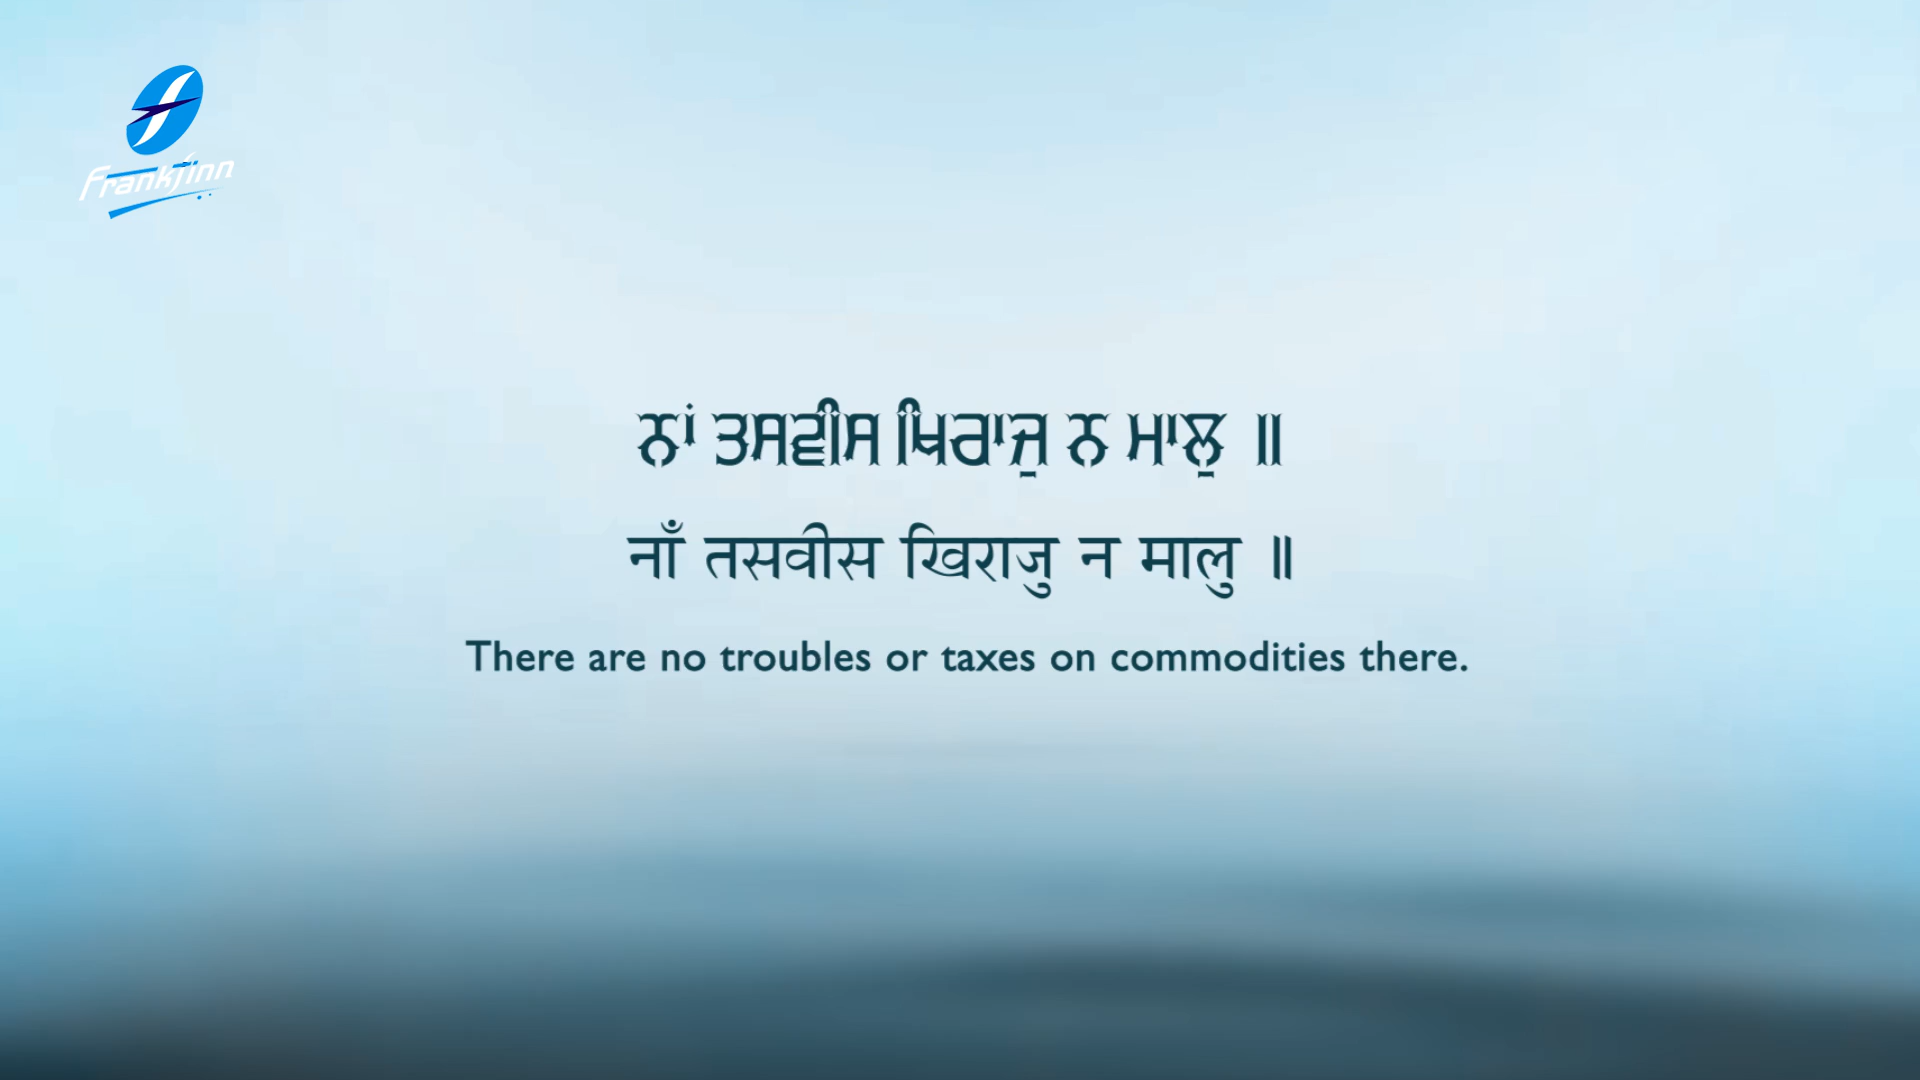 Frankfinn
ਨਾਂ ਤਸਵੀਸ ਖਿਰਾਜੁ ਨ ਮਾਲੁ ॥
नाँ तसवीस खिराजु न मालु ॥
There are no troubles or taxes on commodities there.